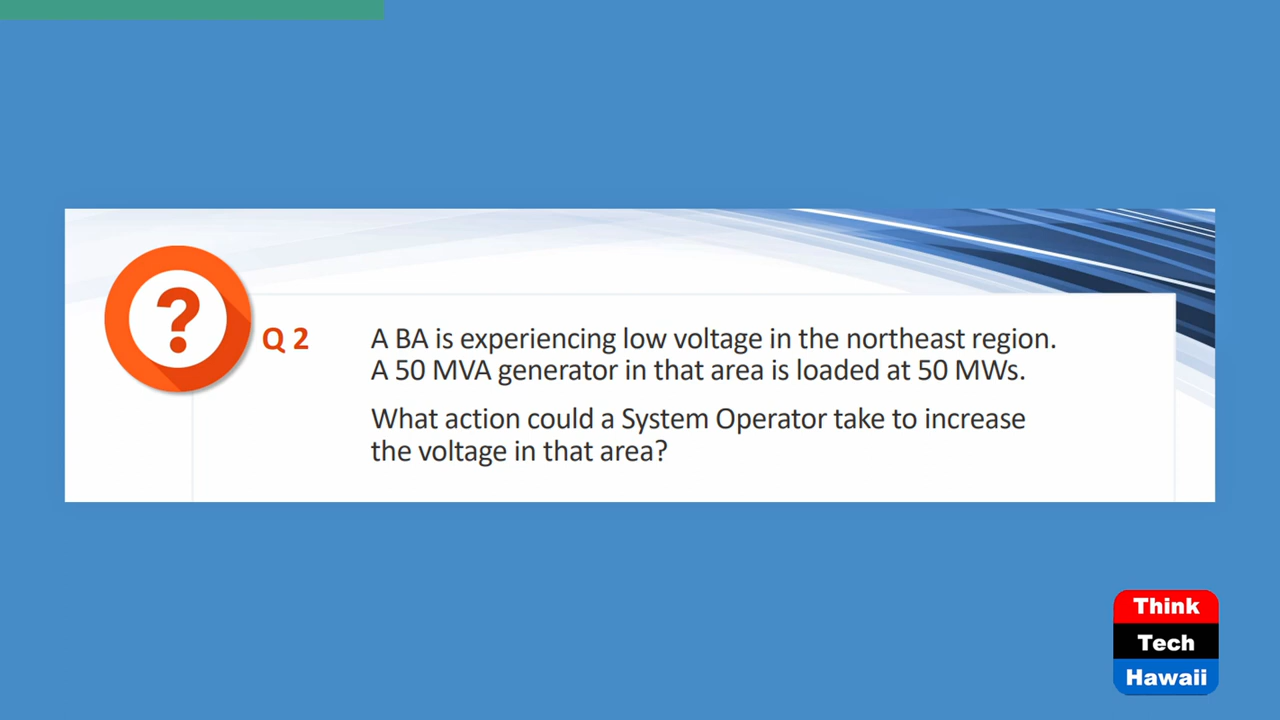 ?
Q 2
A BA is experiencing low voltage in the northeast region.
A 50 MVA generator in that area is loaded at 50 MWs.
What action could a System Operator take to increase
the voltage in that area?
Think
Tech
Hawaii